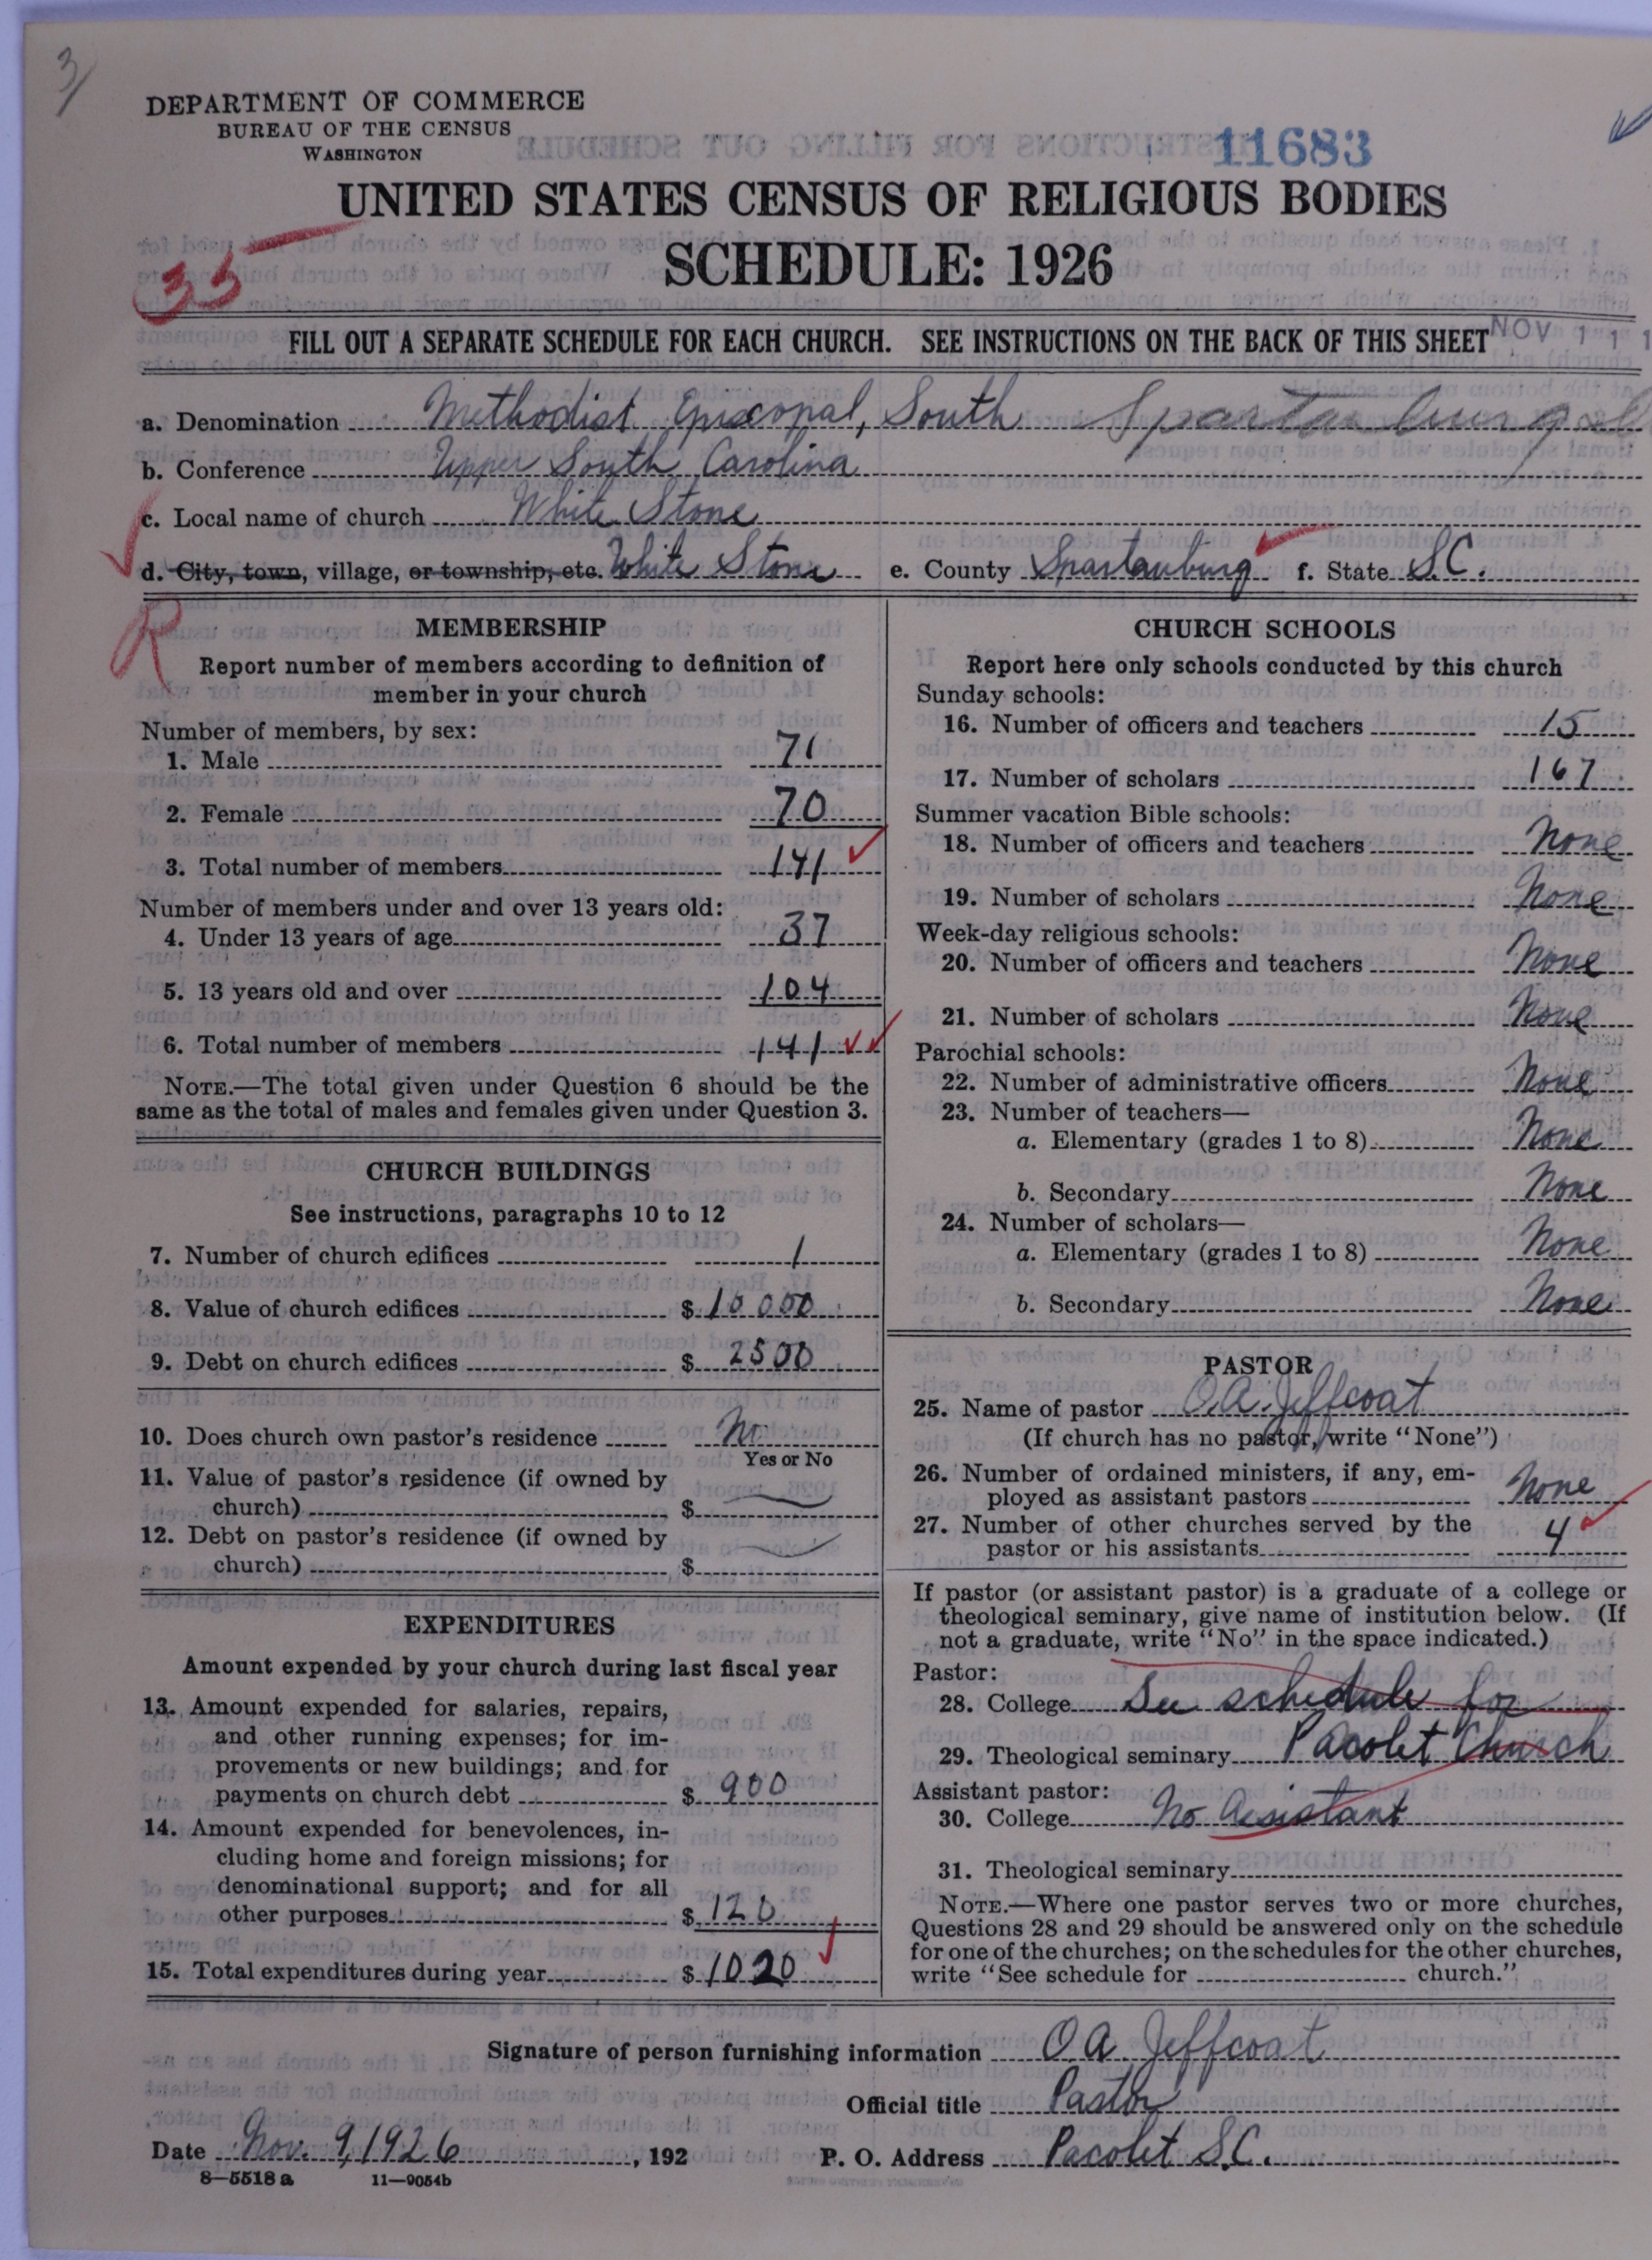 3
DEPARTMENT OF COMMERCE
BUREAU OF THE CENSUS
WASHINGTON
11683
UNITED STATES CENSUS OF RELIGIOUS BODIES
SCHEDULE: 1926
35
FILL OUT A SEPARATE SCHEDULE FOR EACH CHURCH. SEE INSTRUCTIONS ON THE BACK OF THIS SHEET
NOV 11 1
a. Denomination Methodist Episcopal, South Spartanburg
b. Conference Upper South Carolina
c. Local name of church White Stone
d. City, town, village, or township, etc. White Stone e. County Spartanburg f. State S.C.
R
MEMBERSHIP
Report number of members according to definition of
member in your church
Number of members, by sex:
1. Male 71
2. Female 70
3. Total number of members 141
Number of members under and over 13 years old:
4. Under 13 years of age 37
5. 13 years old and over 104
6. Total number of members 141
NOTE.—The total given under Question 6 should be the
same as the total of males and females given under Question 3.
CHURCH BUILDINGS
See instructions, paragraphs 10 to 12
7. Number of church edifices 1
8. Value of church edifices $ 10 000
9. Debt on church edifices $ 2500
10. Does church own pastor's residence No
Yes or No
11. Value of pastor's residence (if owned by
church) $
12. Debt on pastor's residence (if owned by
church) $
EXPENDITURES
Amount expended by your church during last fiscal year
13. Amount expended for salaries, repairs,
and other running expenses; for im-
provements or new buildings; and for
payments on church debt $ 900
14. Amount expended for benevolences, in-
cluding home and foreign missions; for
denominational support; and for all
other purposes $ 120
15. Total expenditures during year $ 1020
CHURCH SCHOOLS
Report here only schools conducted by this church
Sunday schools:
16. Number of officers and teachers 15
17. Number of scholars 167
Summer vacation Bible schools:
18. Number of officers and teachers None
19. Number of scholars None
Week-day religious schools:
20. Number of officers and teachers None
21. Number of scholars None
Parochial schools:
22. Number of administrative officers None
23. Number of teachers—
a. Elementary (grades 1 to 8) None
b. Secondary None
24. Number of scholars—
a. Elementary (grades 1 to 8) None
b. Secondary None
PASTOR
25. Name of pastor O.A. Jeffcoat
(If church has no pastor, write "None")
26. Number of ordained ministers, if any, em-
ployed as assistant pastors None
27. Number of other churches served by the
pastor or his assistants 4
If pastor (or assistant pastor) is a graduate of a college or
theological seminary, give name of institution below. (If
not a graduate, write "No" in the space indicated.)
Pastor:
28. College See schedule for
29. Theological seminary Pacolet Church
Assistant pastor:
30. College No Assistant
31. Theological seminary
NOTE.—Where one pastor serves two or more churches,
Questions 28 and 29 should be answered only on the schedule
for one of the churches; on the schedules for the other churches,
write "See schedule for church."
Signature of person furnishing information O A Jeffcoat
Official title Pastor
Date Nov. 9, 1926, 192 P. O. Address Pacolet S.C.
8—5518 a 11—9054b